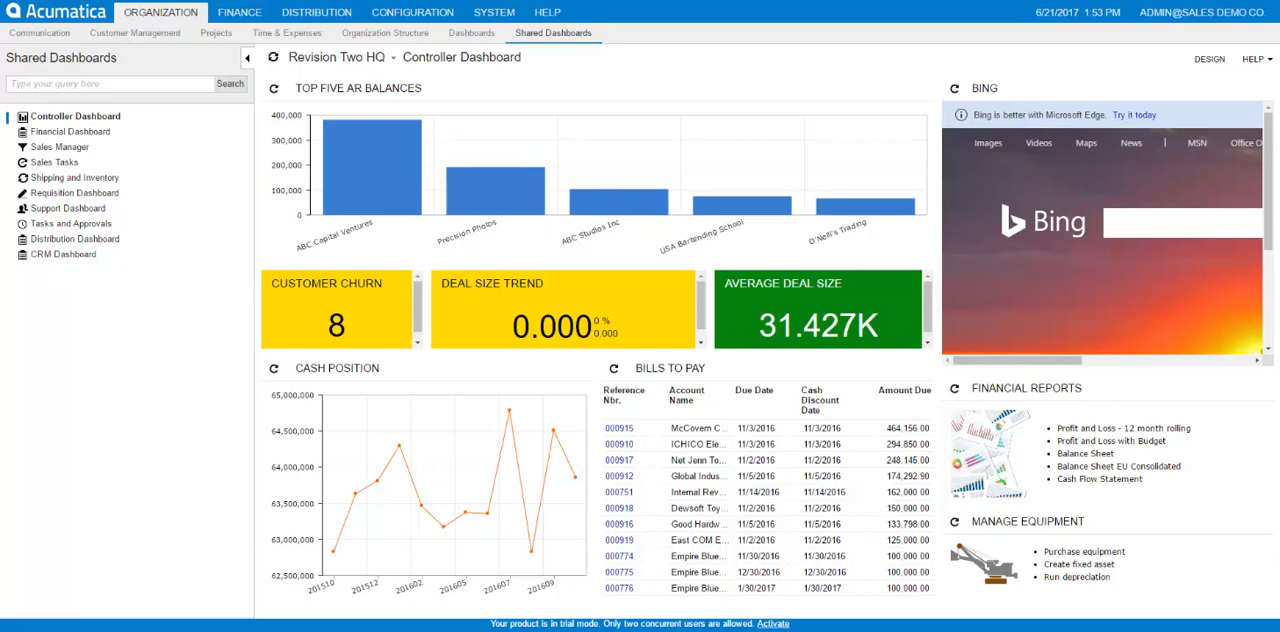 Acumatica ORGANIZATION FINANCE DISTRIBUTION CONFIGURATION SYSTEM HELP 6/21/2017 1:53 PM ADMIN@SALES DEMO CO.
Communication Customer Management Projects Time & Expenses Organization Structure Dashboards Shared Dashboards
Shared Dashboards
Type your query here Search
Controller Dashboard
Financial Dashboard
Sales Manager
Sales Tasks
Shipping and Inventory
Requisition Dashboard
Support Dashboard
Tasks and Approvals
Distribution Dashboard
CRM Dashboard
Revision Two HQ - Controller Dashboard DESIGN HELP
TOP FIVE AR BALANCES
400,000
300,000
200,000
100,000
0
ABC Capital Ventures Precision Photos ABC Studios Inc USA Bartending School O'Neill's Trading
CUSTOMER CHURN
8
DEAL SIZE TREND
0.000 0 %
0.000
AVERAGE DEAL SIZE
31.427K
CASH POSITION
65,000,000
64,500,000
64,000,000
63,500,000
63,000,000
62,500,000
201510 201512 201602 201605 201607 201609
BILLS TO PAY
Reference Nbr. Account Name Due Date Cash Discount Date Amount Due
000915 McCovern C... 11/3/2016 11/3/2016 464,156.00
000910 ICHICO Ele... 11/3/2016 11/3/2016 294,850.00
000917 Net Jenn To... 11/2/2016 11/2/2016 248,145.00
000912 Global Indus... 11/5/2016 11/5/2016 174,292.90
000751 Internal Rev... 11/14/2016 11/14/2016 162,000.00
000918 Dewsoft Toy... 11/2/2016 11/2/2016 150,000.00
000916 Good Hardw... 11/5/2016 11/5/2016 133,798.00
000919 East COM E... 11/2/2016 11/2/2016 125,000.00
000774 Empire Blue... 11/30/2016 11/30/2016 100,000.00
000775 Empire Blue... 12/30/2016 12/30/2016 100,000.00
000776 Empire Blue... 1/30/2017 1/30/2017 100,000.00
BING
Bing is better with Microsoft Edge. Try it today
Images Videos Maps News | MSN Office O
Bing
FINANCIAL REPORTS
Profit and Loss - 12 month rolling
Profit and Loss with Budget
Balance Sheet
Balance Sheet EU Consolidated
Cash Flow Statement
MANAGE EQUIPMENT
Purchase equipment
Create fixed asset
Run depreciation
Your product is in trial mode. Only two concurrent users are allowed. Activate